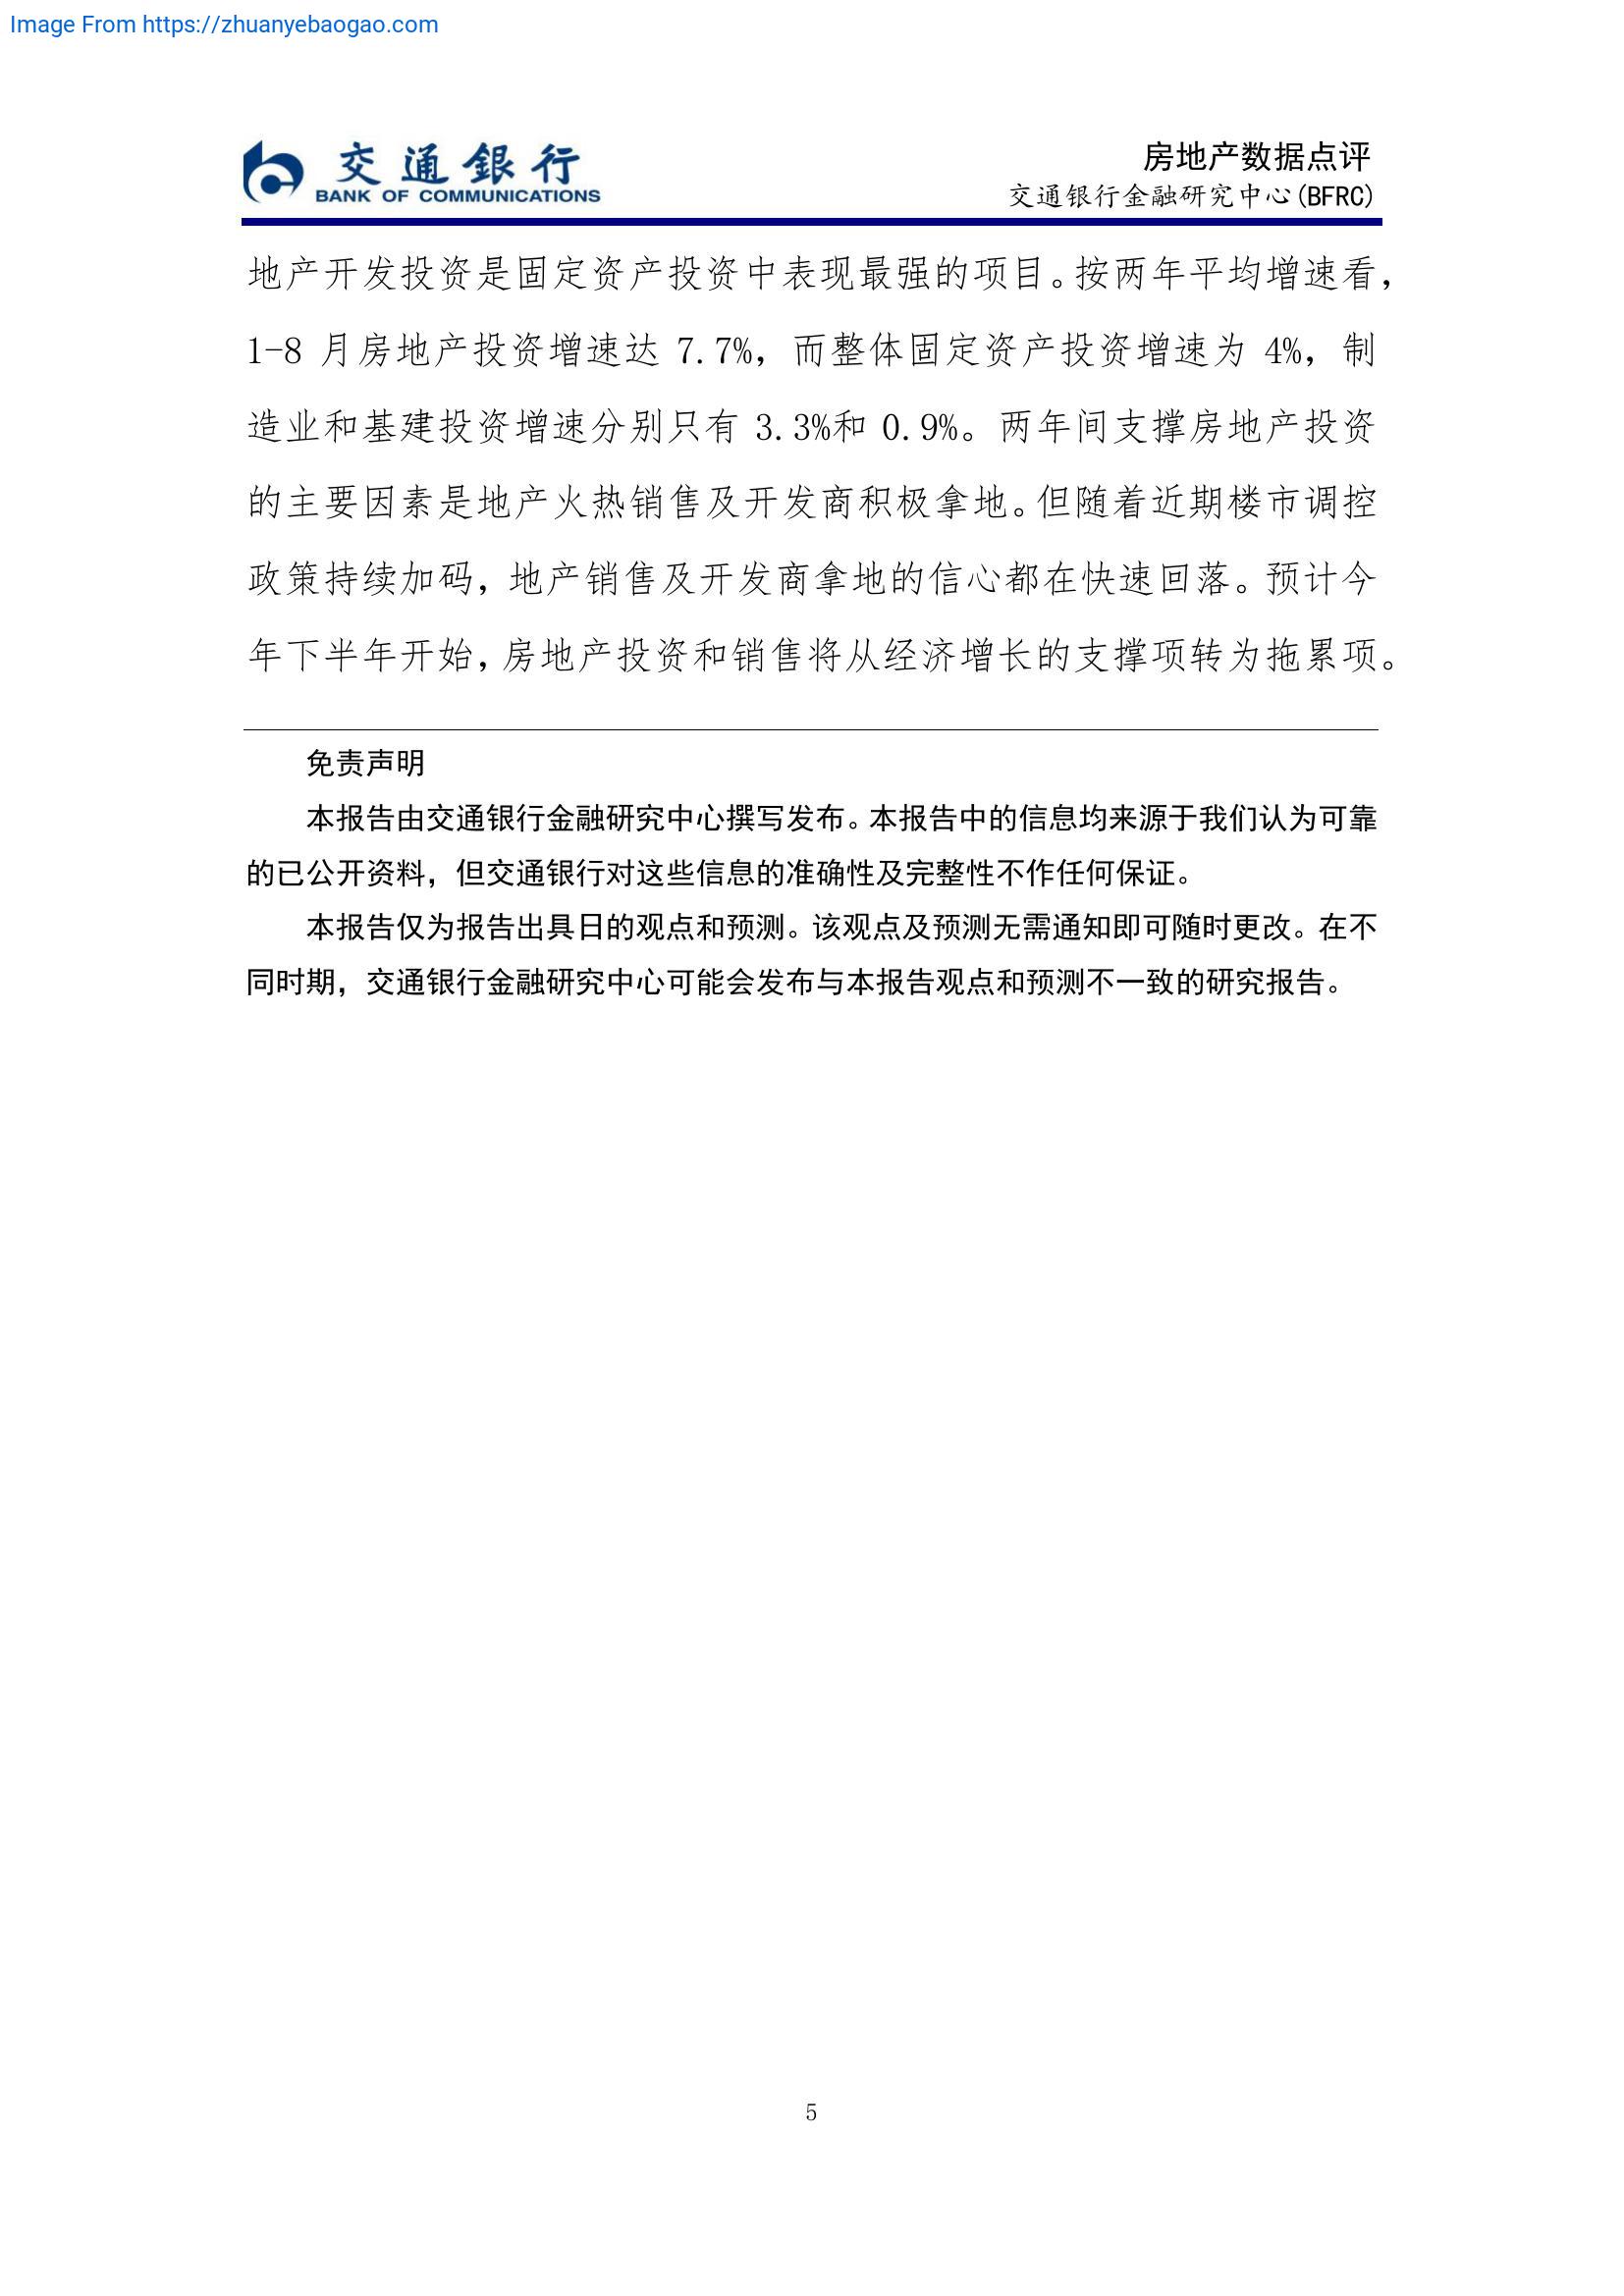 Image From https://zhuanyebaogao.com
交通銀行
BANK OF COMMUNICATIONS
房地产数据点评
交通银行金融研究中心(BFRC)
地产开发投资是固定资产投资中表现最强的项目。按两年平均增速看，
1-8 月房地产投资增速达 7.7%，而整体固定资产投资增速为 4%，制
造业和基建投资增速分别只有 3.3%和 0.9%。两年间支撑房地产投资
的主要因素是地产火热销售及开发商积极拿地。但随着近期楼市调控
政策持续加码，地产销售及开发商拿地的信心都在快速回落。预计今
年下半年开始，房地产投资和销售将从经济增长的支撑项转为拖累项。
免责声明
本报告由交通银行金融研究中心撰写发布。本报告中的信息均来源于我们认为可靠
的已公开资料，但交通银行对这些信息的准确性及完整性不作任何保证。
本报告仅为报告出具日的观点和预测。该观点及预测无需通知即可随时更改。在不
同时期，交通银行金融研究中心可能会发布与本报告观点和预测不一致的研究报告。
5